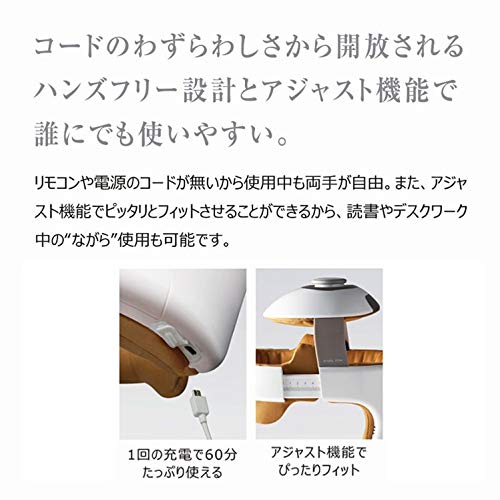 コードのわずらわしさから開放される
ハンズフリー設計とアジャスト機能で
誰にでも使いやすい。
リモコンや電源のコードが無いから使用中も両手が自由。また、アジャ
スト機能でピッタリとフィットさせることができるから、読書やデスクワーク
中の“ながら”使用も可能です。
1回の充電で60分
たっぷり使える
アジャスト機能で
ぴったりフィット